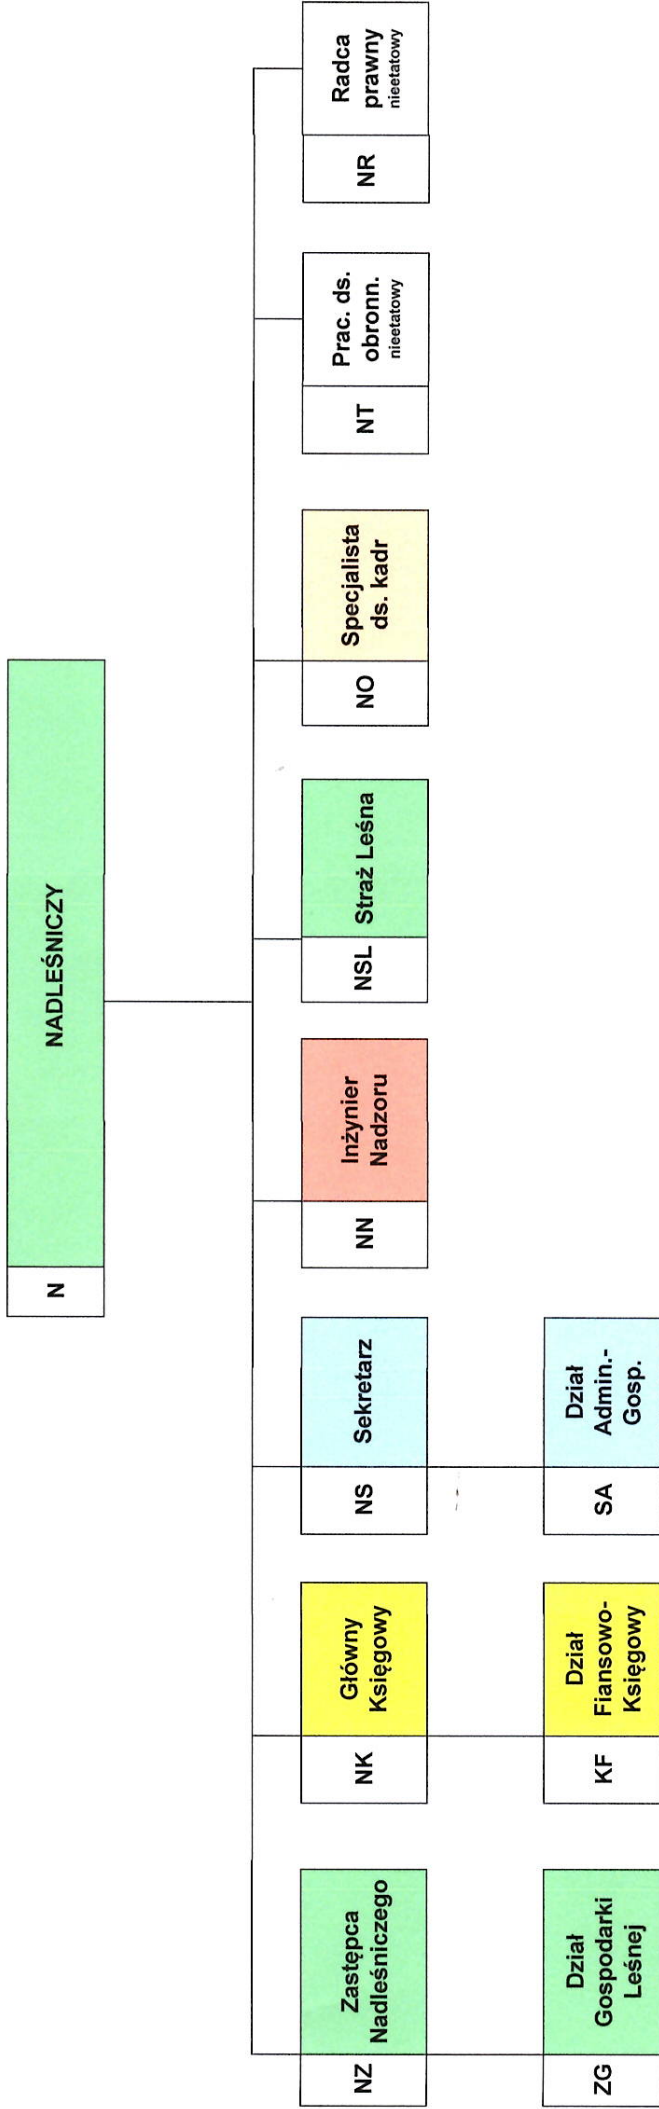 N
NADLEŚNICZY
NZ
Zastępca
Nadleśniczego
NK
Główny
Księgowy
NS
Sekretarz
NN
Inżynier
Nadzoru
NSL
Straż Leśna
NO
Specjalista
ds. kadr
NT
Prac. ds.
obronn.
nieetatowy
NR
Radca
prawny
nieetatowy
ZG
Dział
Gospodarki
Leśnej
KF
Dział
Fiansowo-
Księgowy
SA
Dział
Admin.-
Gosp.